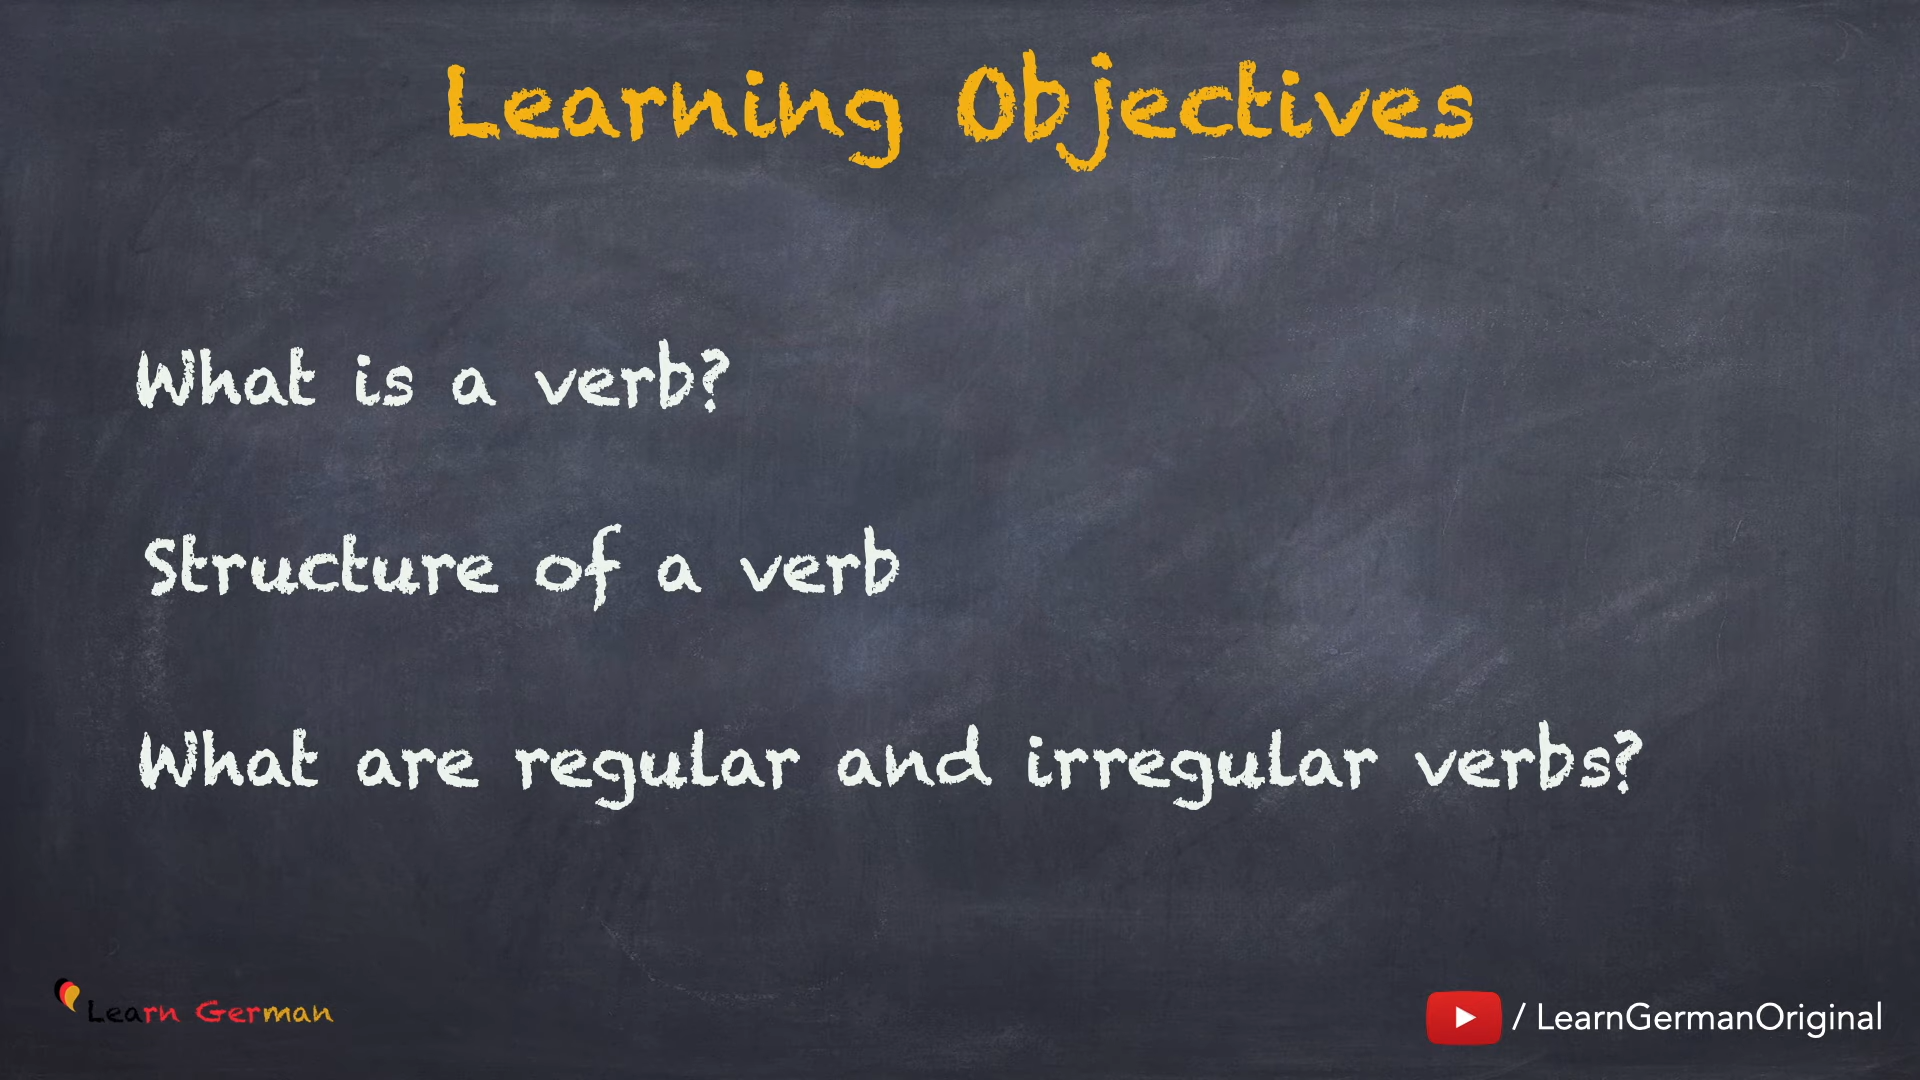 Learning Objectives
What is a verb?
Structure of a verb
What are regular and irregular verbs?
Learn German
/ LearnGermanOriginal